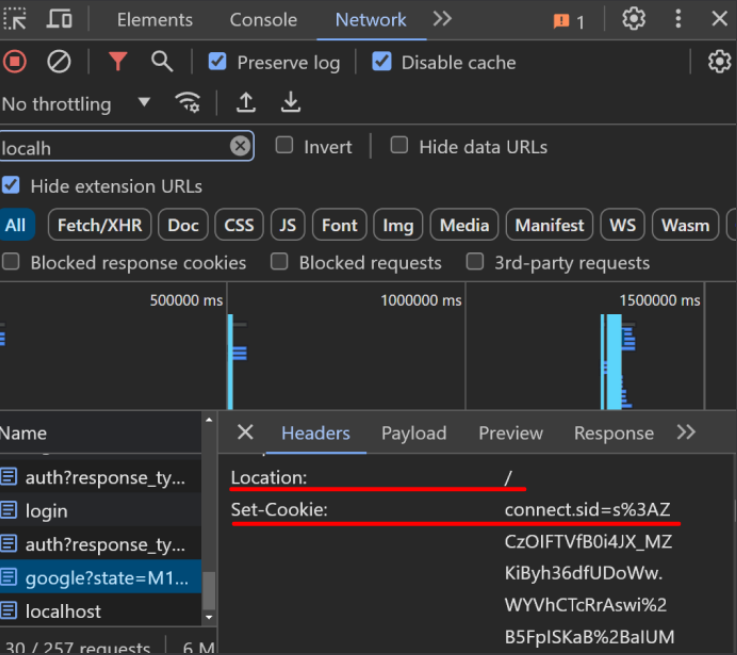 Elements Console Network 1
Preserve log Disable cache
No throttling
localh Invert Hide data URLs
Hide extension URLs
All Fetch/XHR Doc CSS JS Font Img Media Manifest WS Wasm
Blocked response cookies Blocked requests 3rd-party requests
500000 ms 1000000 ms 1500000 ms
Name Headers Payload Preview Response
auth?response_ty... Location: /
login Set-Cookie: connect.sid=s%3AZ
auth?response_ty... CzOIFTVfB0i4JX_MZ
google?state=M1... KiByh36dfUDoWw.
localhost WYVhCTcRrAswi%2
30 / 257 requests 6 M B5FpISKaB%2BaIUM